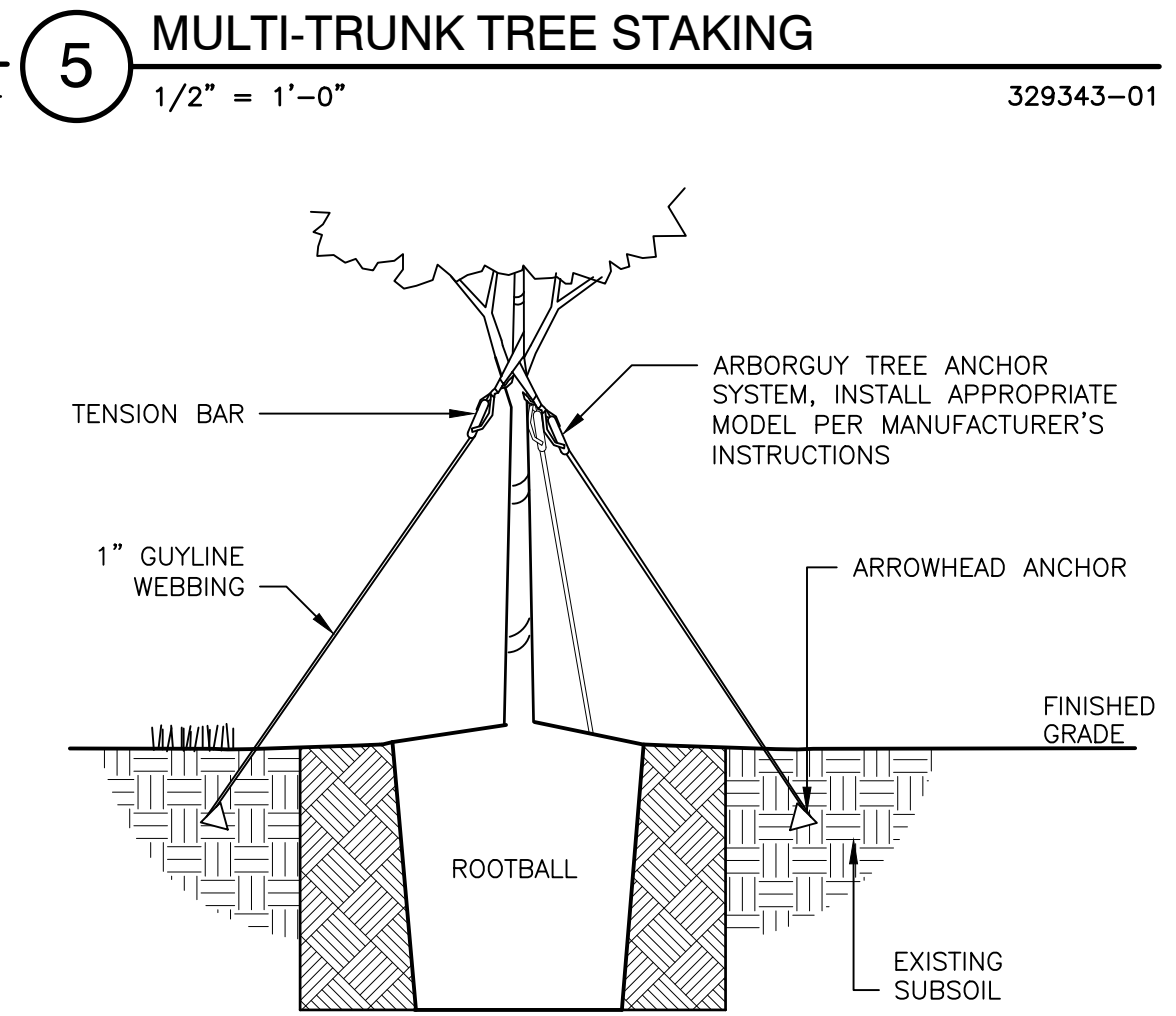 5
MULTI-TRUNK TREE STAKING
1/2" = 1'-0"
329343-01
TENSION BAR
ARBORGUY TREE ANCHOR
SYSTEM, INSTALL APPROPRIATE
MODEL PER MANUFACTURER'S
INSTRUCTIONS
1" GUYLINE
WEBBING
ARROWHEAD ANCHOR
FINISHED
GRADE
ROOTBALL
EXISTING
SUBSOIL